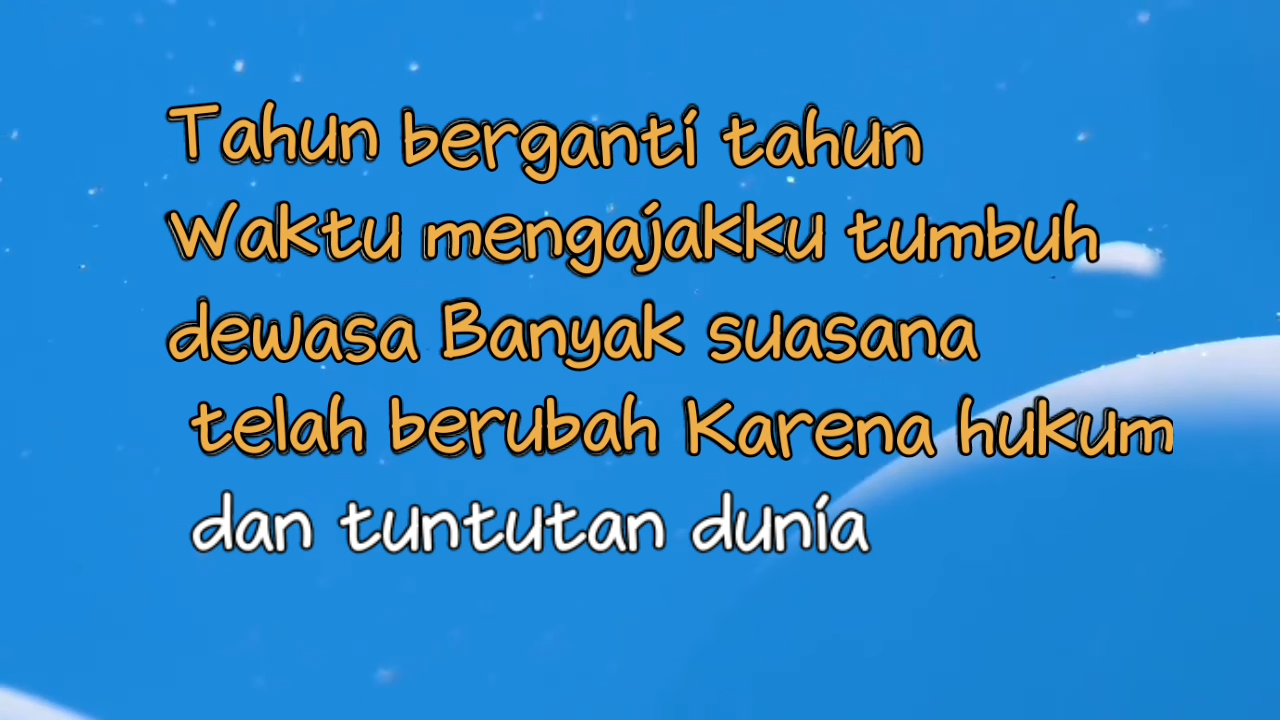 Tahun berganti tahun
Waktu mengajakku tumbuh
dewasa Banyak suasana
telah berubah Karena hukum
dan tuntutan dunia